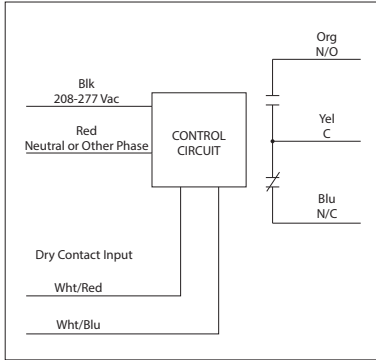 Org
N/O
Blk
208-277 Vac
Yel
C
Red
Neutral or Other Phase
CONTROL
CIRCUIT
Blu
N/C
Dry Contact Input
Wht/Red
Wht/Blu